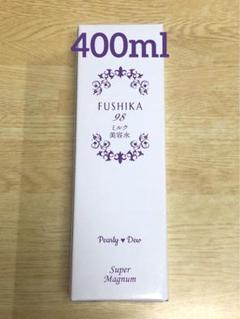 400ml
FUSHIKA
98
ミルク
美容水
Pearly ♥ Dew
Super
Magnum